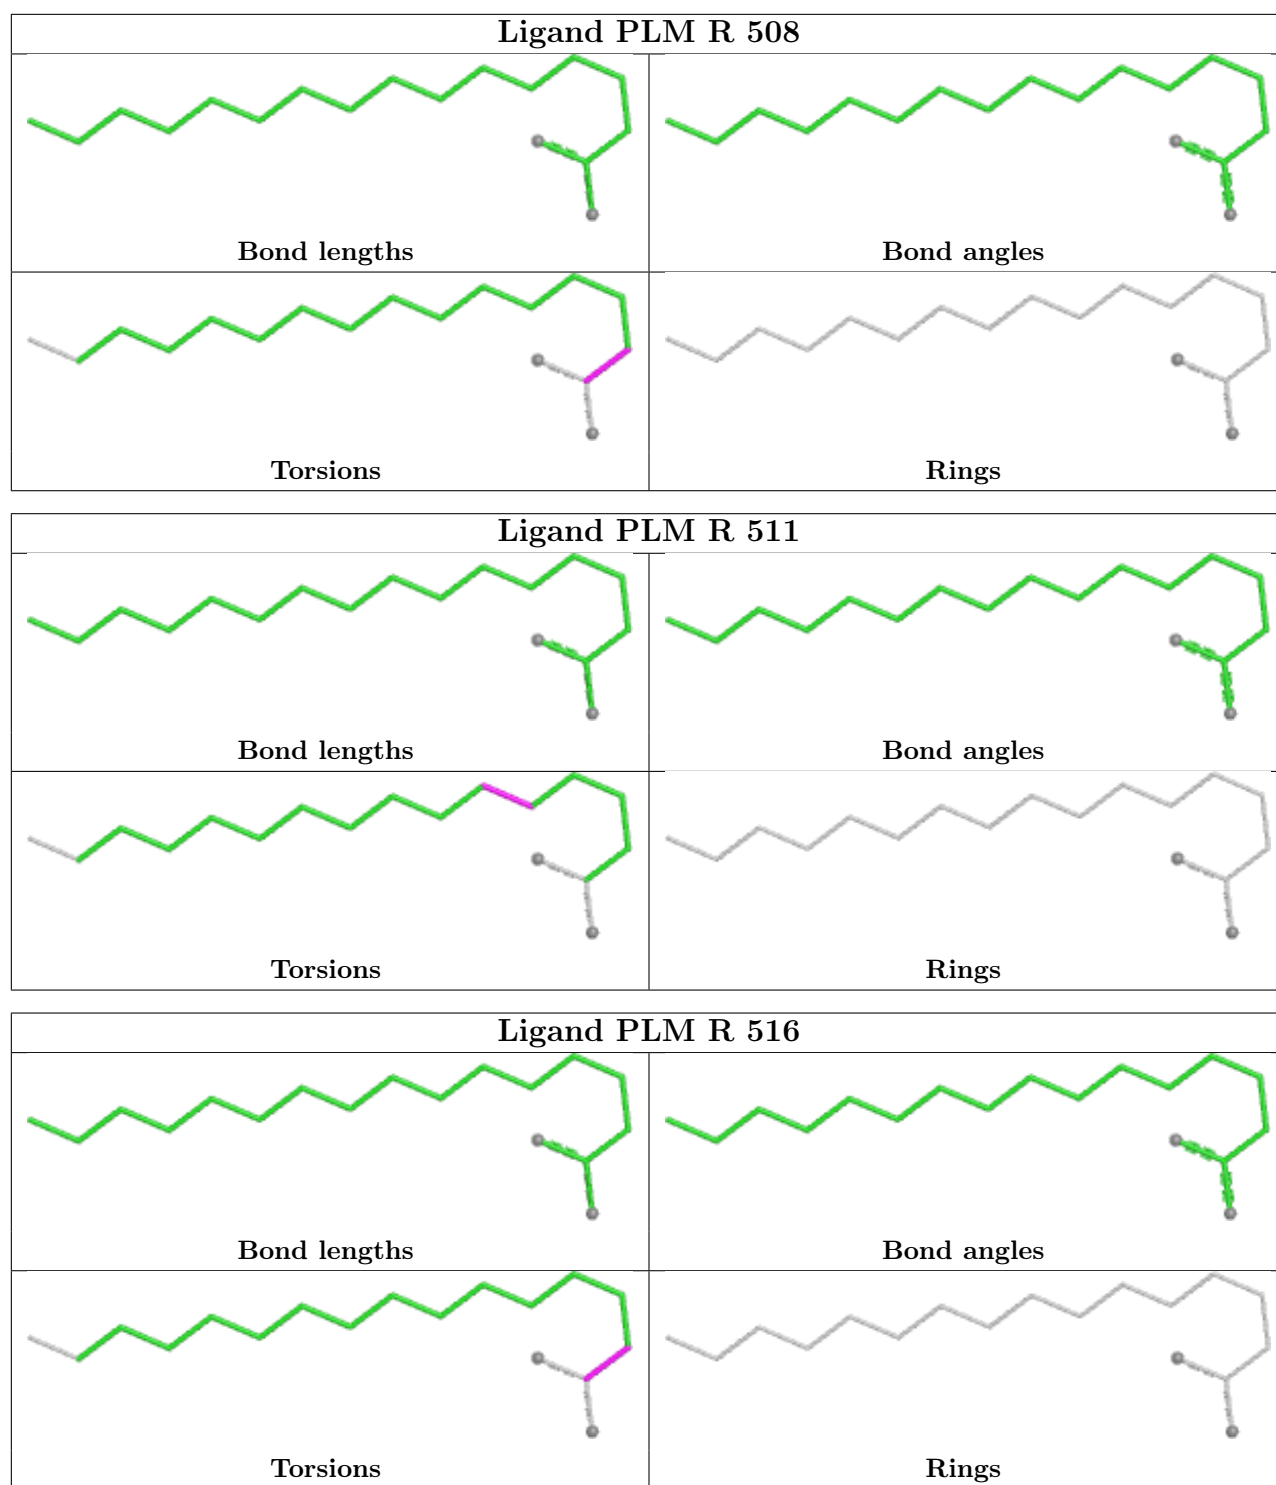 Ligand PLM R 508
Bond lengths
Bond angles
Torsions
Rings
Ligand PLM R 511
Bond lengths
Bond angles
Torsions
Rings
Ligand PLM R 516
Bond lengths
Bond angles
Torsions
Rings